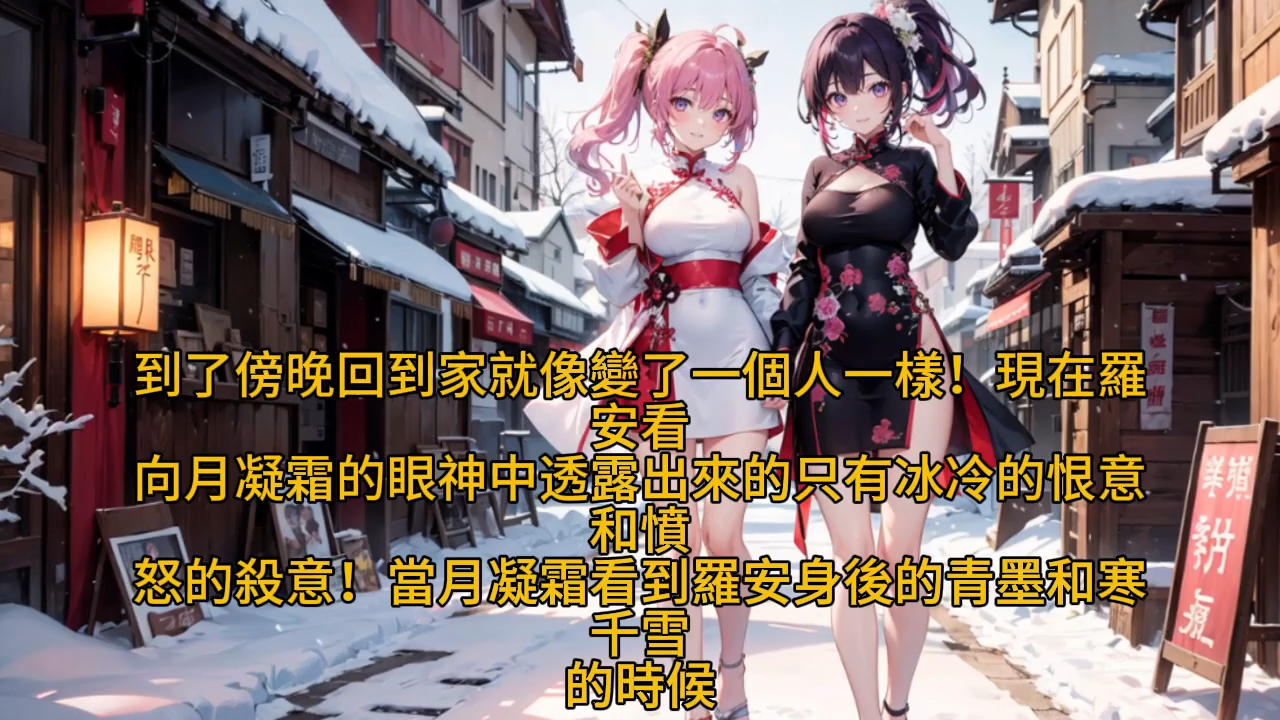 到了傍晚回到家就像變了一個人一樣！現在羅
安看
向月凝霜的眼神中透露出來的只有冰冷的恨意
和憤
怒的殺意！當月凝霜看到羅安身後的青墨和寒
千雪
的時候